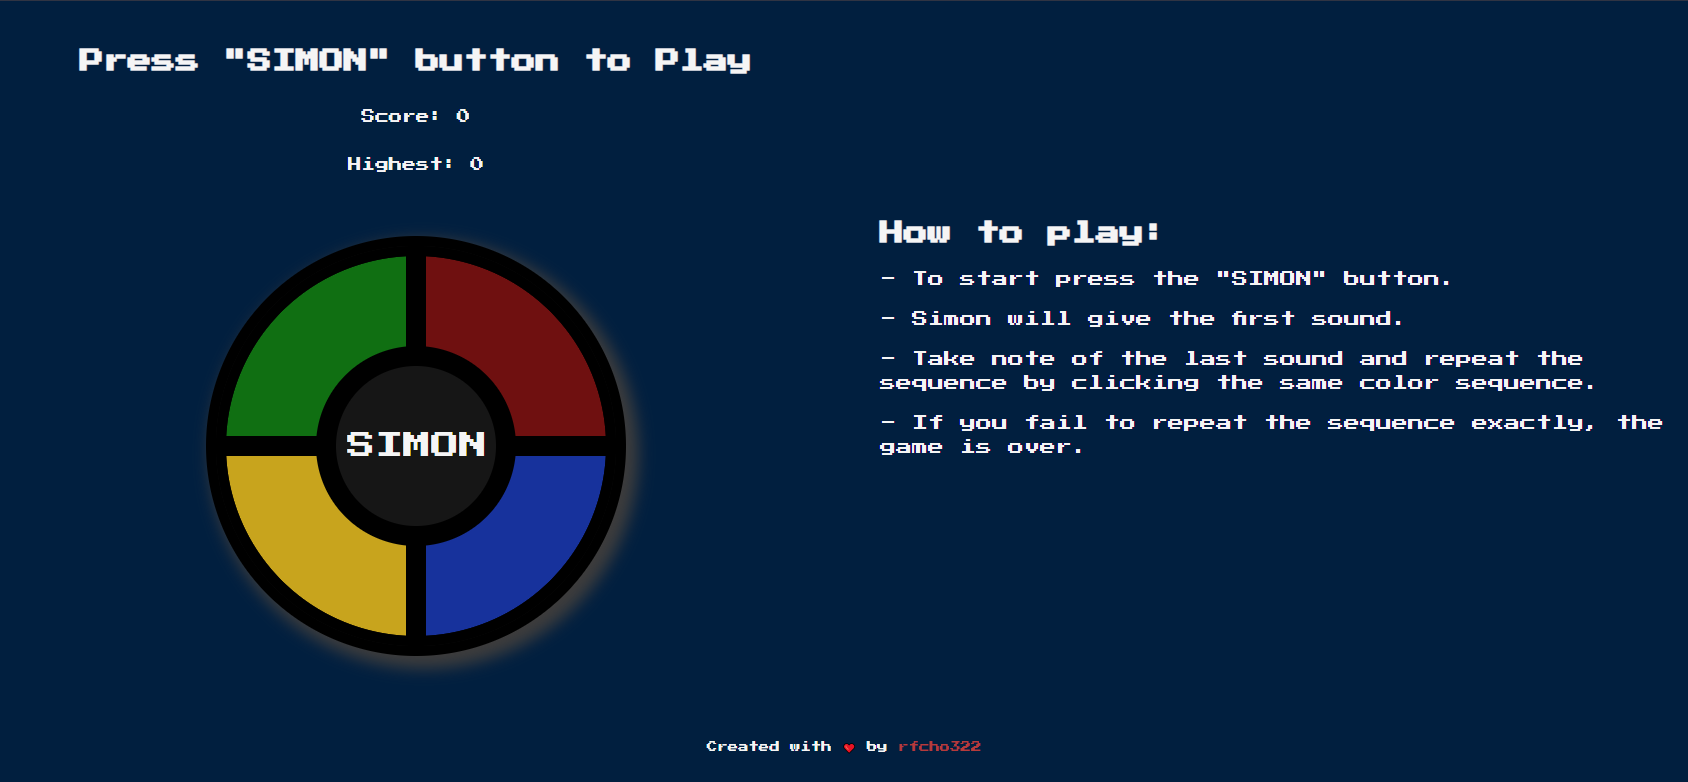 Press "SIMON" button to Play
Score: 0
Highest: 0
SIMON
How to play:
- To start press the "SIMON" button.
- Simon will give the first sound.
- Take note of the last sound and repeat the
sequence by clicking the same color sequence.
- If you fail to repeat the sequence exactly, the
game is over.
Created with ❤ by rfcho322